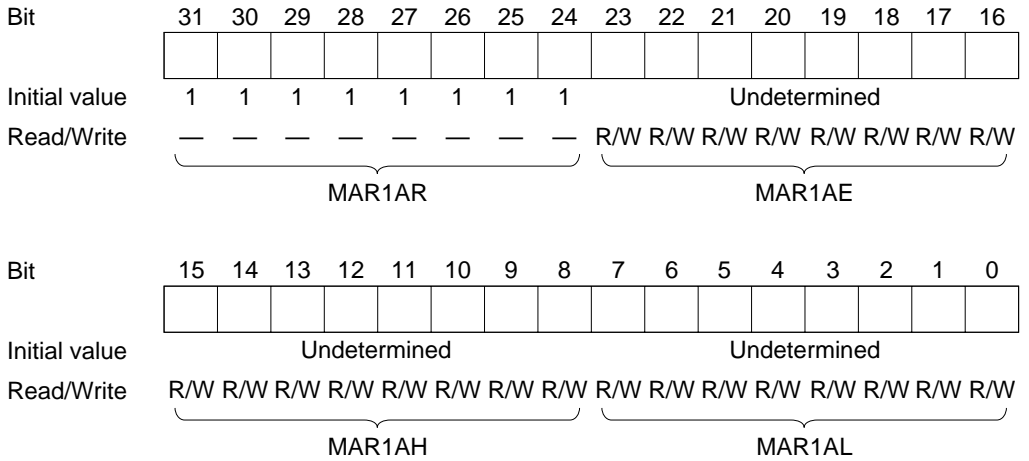 Bit 31 30 29 28 27 26 25 24 23 22 21 20 19 18 17 16
Initial value 1 1 1 1 1 1 1 1 Undetermined
Read/Write — — — — — — — — R/W R/W R/W R/W R/W R/W R/W R/W
MAR1AR MAR1AE
Bit 15 14 13 12 11 10 9 8 7 6 5 4 3 2 1 0
Initial value Undetermined Undetermined
Read/Write R/W R/W R/W R/W R/W R/W R/W R/W R/W R/W R/W R/W R/W R/W R/W R/W
MAR1AH MAR1AL